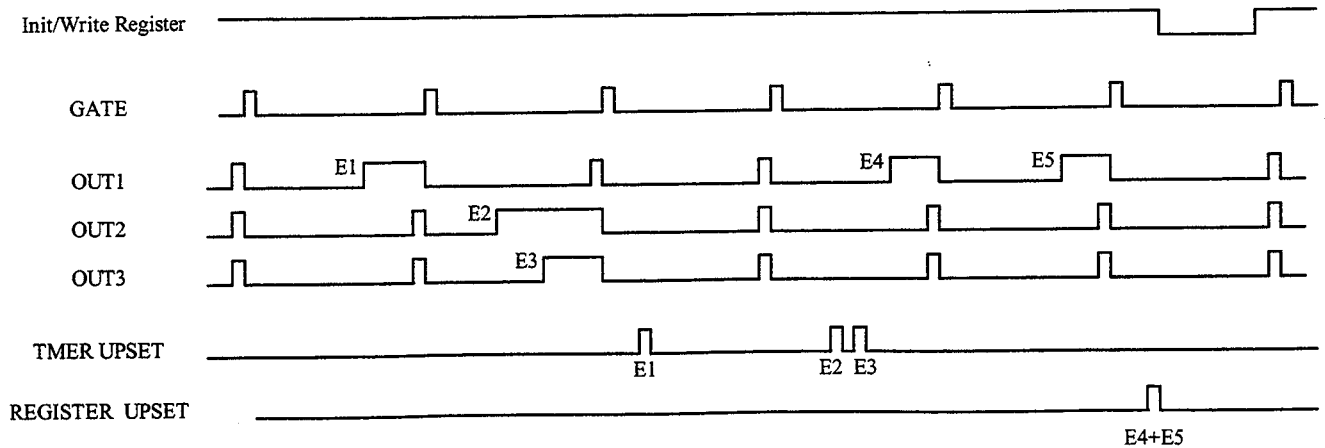 Init/Write Register
GATE
E1
E4
E5
OUT1
E2
OUT2
E3
OUT3
TMER UPSET
E1
E2
E3
REGISTER UPSET
E4+E5